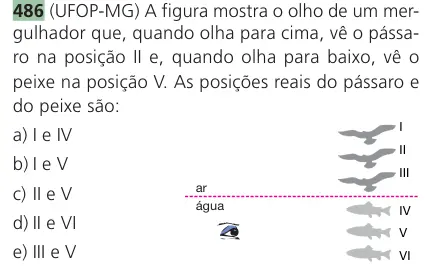 486 (UFOP-MG) A figura mostra o olho de um mer-
gulhador que, quando olha para cima, vê o pássa-
ro na posição II e, quando olha para baixo, vê o
peixe na posição V. As posições reais do pássaro e
do peixe são:
a) I e IV
b) I e V
c) II e V
d) II e VI
e) III e V
I
II
III
ar
água
IV
V
VI